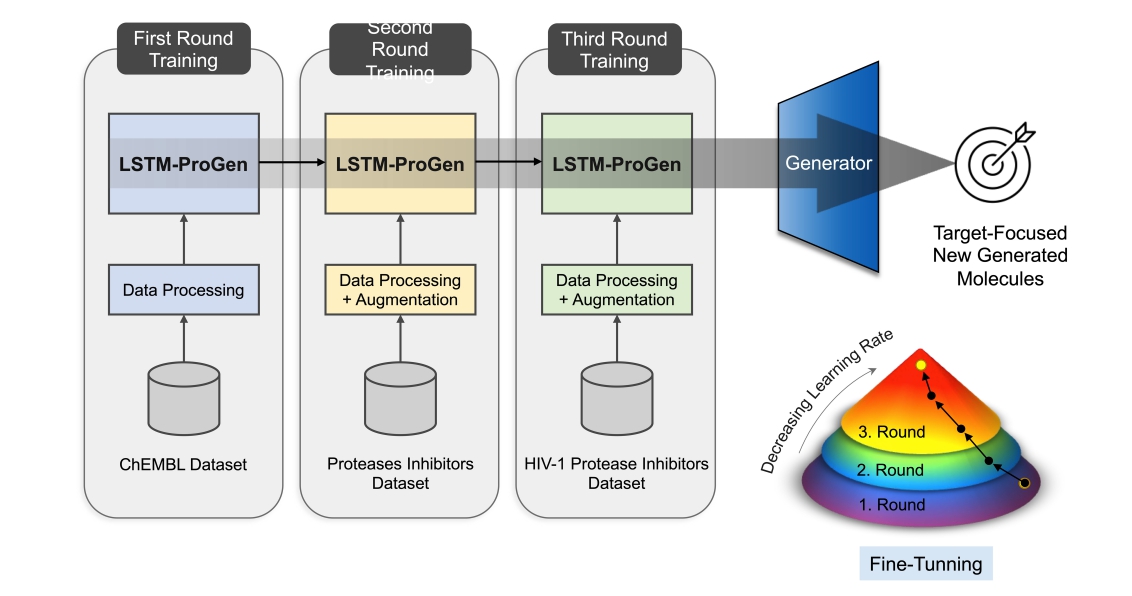 First Round
Training
Second
Round
Training
Third Round
Training
LSTM-ProGen
LSTM-ProGen
LSTM-ProGen
Generator
Target-Focused
New Generated
Molecules
Data Processing
Data Processing
+ Augmentation
Data Processing
+ Augmentation
ChEMBL Dataset
Proteases Inhibitors
Dataset
HIV-1 Protease Inhibitors
Dataset
Decreasing Learning Rate
3. Round
2. Round
1. Round
Fine-Tunning